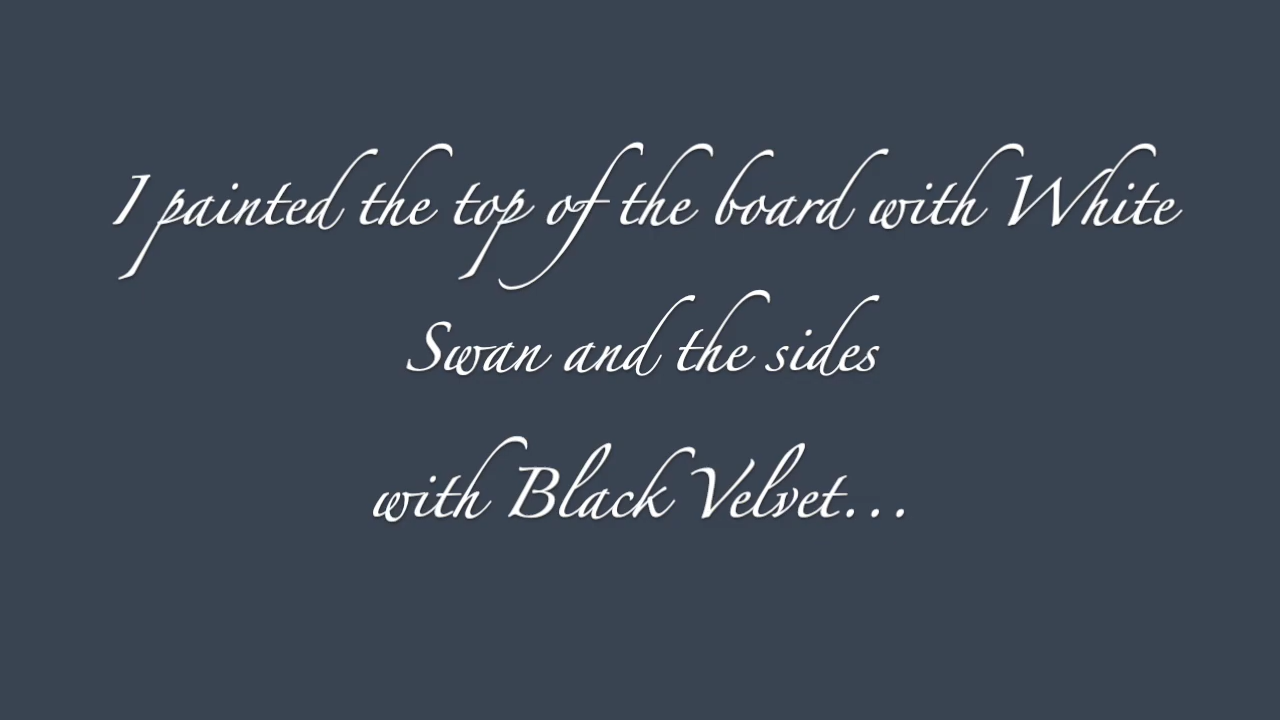 I painted the top of the board with White
Swan and the sides
with Black Velvet...